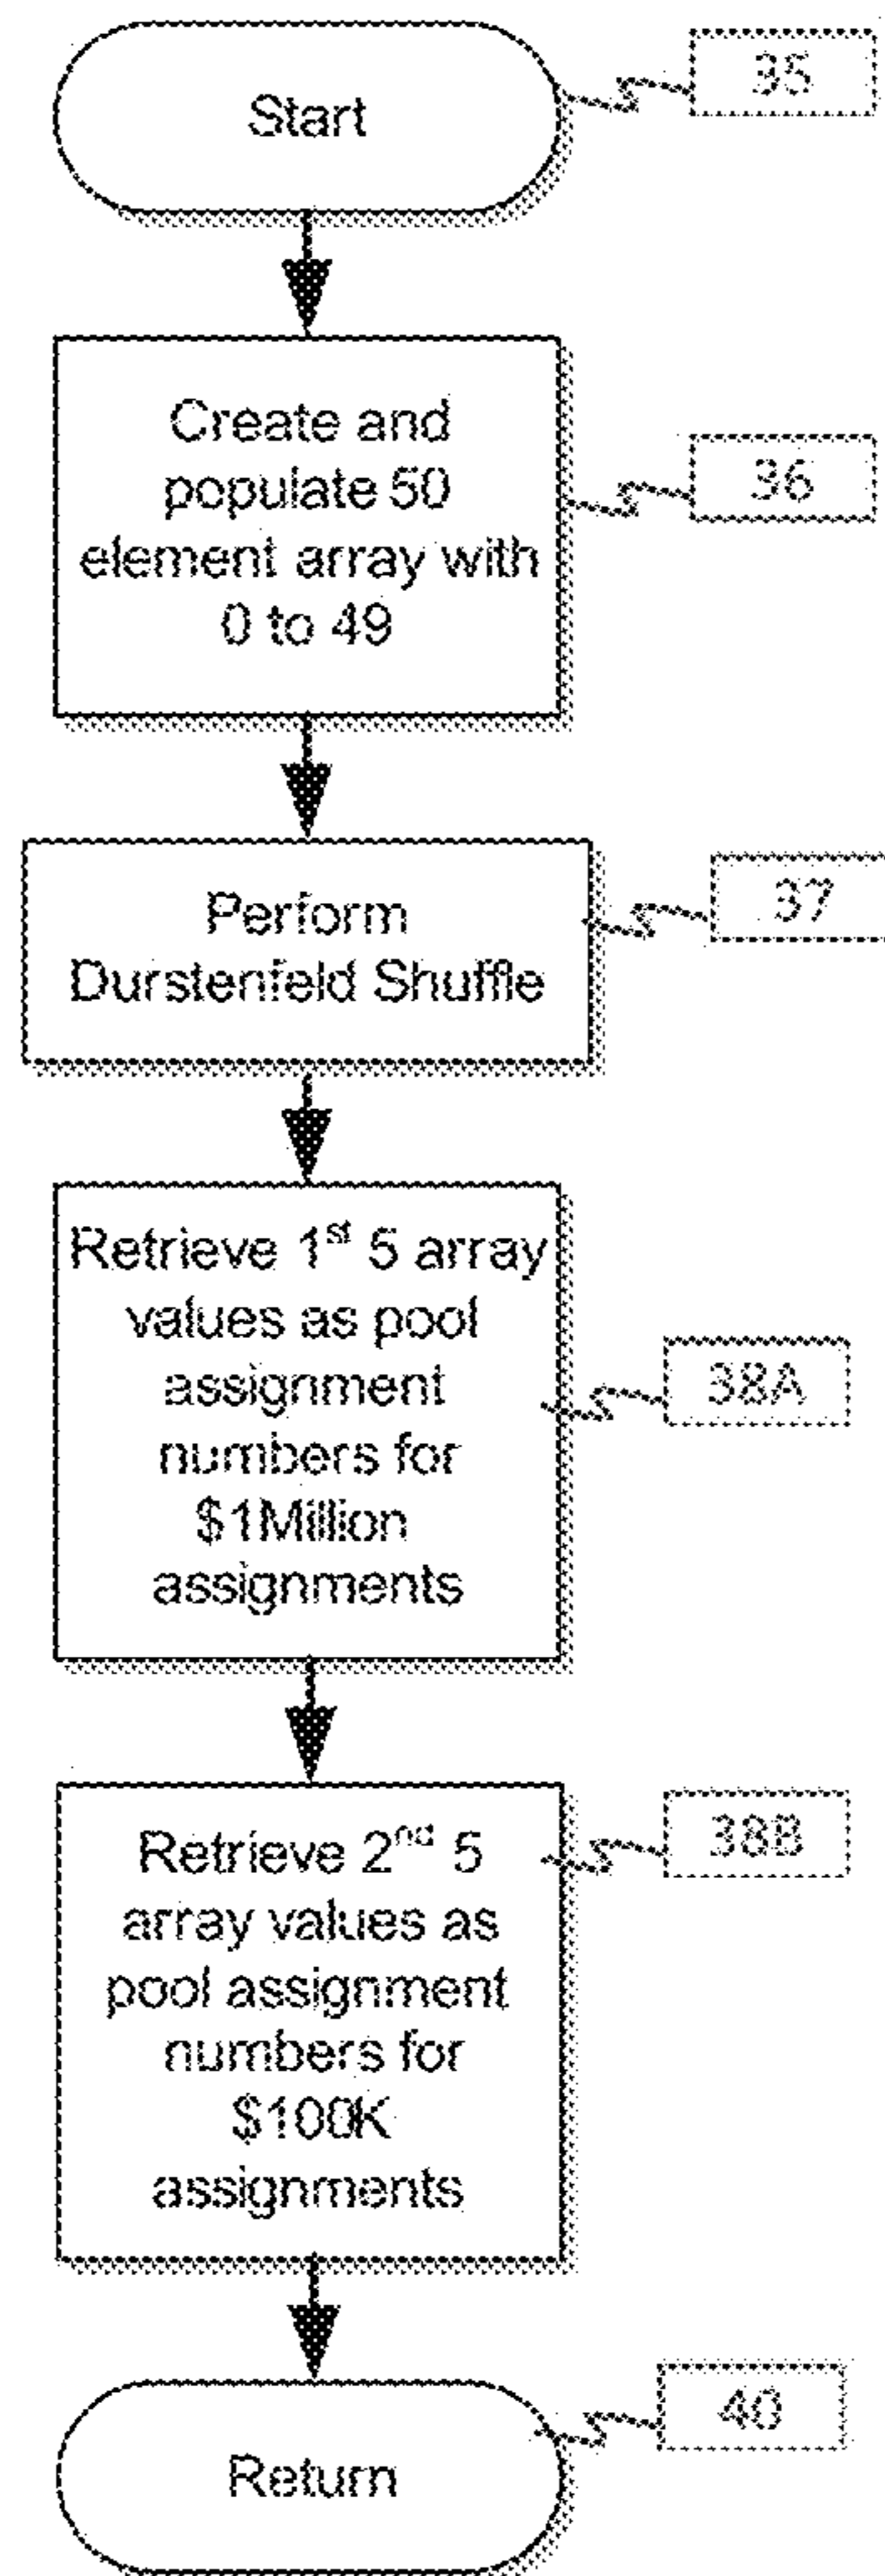 Start
35
Create and
populate 50
element array with
0 to 49
36
Perform
Durstenfeld Shuffle
37
Retrieve 1st 5 array
values as pool
assignment
numbers for
$1Million
assignments
38A
Retrieve 2nd 5
array values as
pool assignment
numbers for
$100K
assignments
38B
Return
40